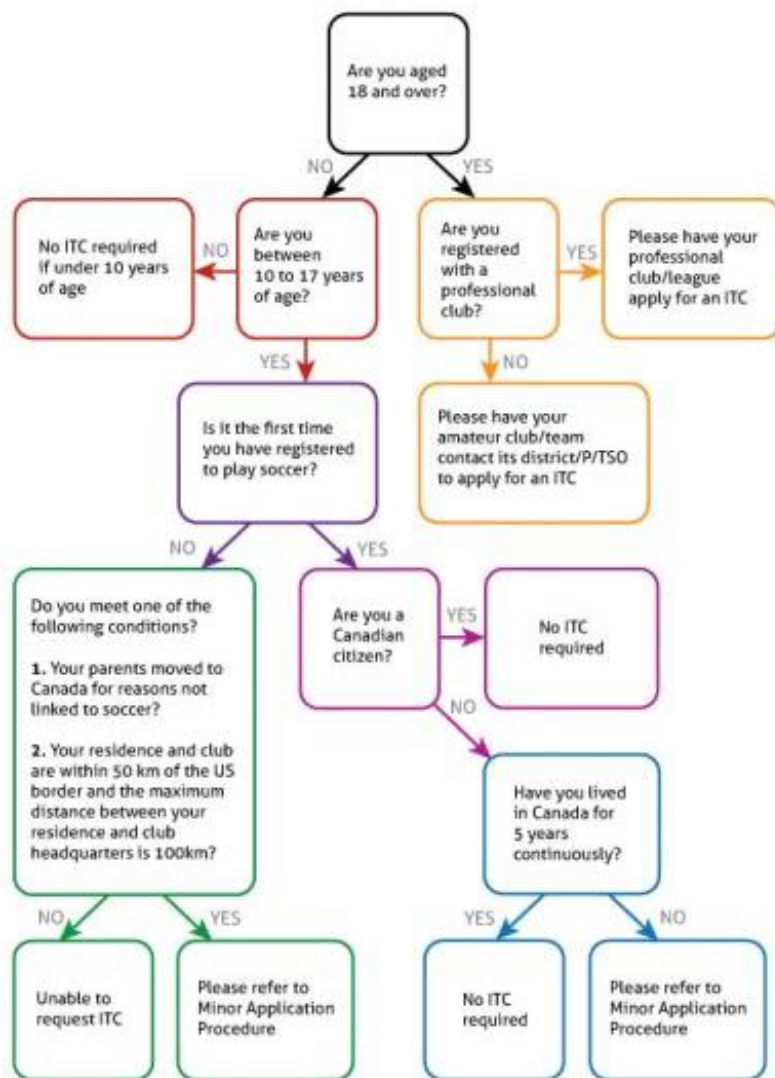 Are you aged
18 and over?
NO
YES
No ITC required
if under 10 years
of age
NO
Are you
between
10 to 17 years
of age?
Are you
registered
with a
professional
club?
YES
Please have your
professional
club/league
apply for an ITC
YES
NO
Is it the first time
you have registered
to play soccer?
Please have your
amateur club/team
contact its district/P/TSO
to apply for an ITC
NO
YES
Do you meet one of the
following conditions?
1. Your parents moved to
Canada for reasons not
linked to soccer?
2. Your residence and club
are within 50 km of the US
border and the maximum
distance between your
residence and club
headquarters is 100km?
Are you a
Canadian
citizen?
YES
No ITC
required
NO
Have you lived
in Canada for
5 years
continuously?
NO
YES
YES
NO
Unable to
request ITC
Please refer to
Minor Application
Procedure
No ITC
required
Please refer to
Minor Application
Procedure